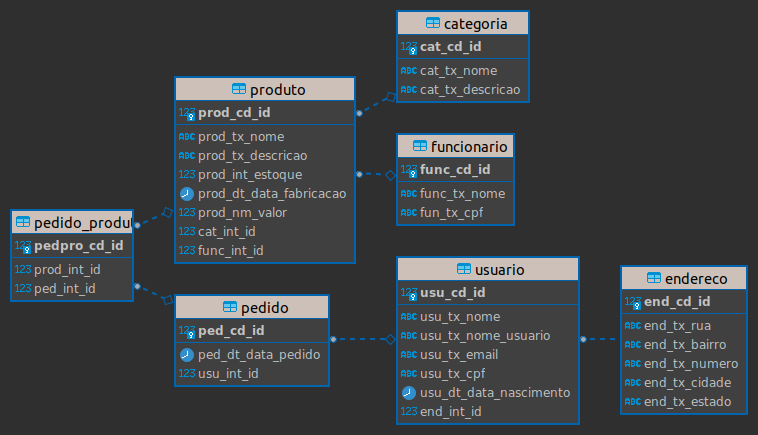 categoria
123 cat_cd_id
ABC cat_tx_nome
ABC cat_tx_descricao
produto
123 prod_cd_id
ABC prod_tx_nome
ABC prod_tx_descricao
123 prod_int_estoque
prod_dt_data_fabricacao
123 prod_nm_valor
123 cat_int_id
123 func_int_id
funcionario
123 func_cd_id
ABC func_tx_nome
ABC fun_tx_cpf
pedido_produt
123 pedpro_cd_id
123 prod_int_id
123 ped_int_id
pedido
123 ped_cd_id
ped_dt_data_pedido
123 usu_int_id
usuario
123 usu_cd_id
ABC usu_tx_nome
ABC usu_tx_nome_usuario
ABC usu_tx_email
ABC usu_tx_cpf
usu_dt_data_nascimento
123 end_int_id
endereco
123 end_cd_id
ABC end_tx_rua
ABC end_tx_bairro
ABC end_tx_numero
ABC end_tx_cidade
ABC end_tx_estado